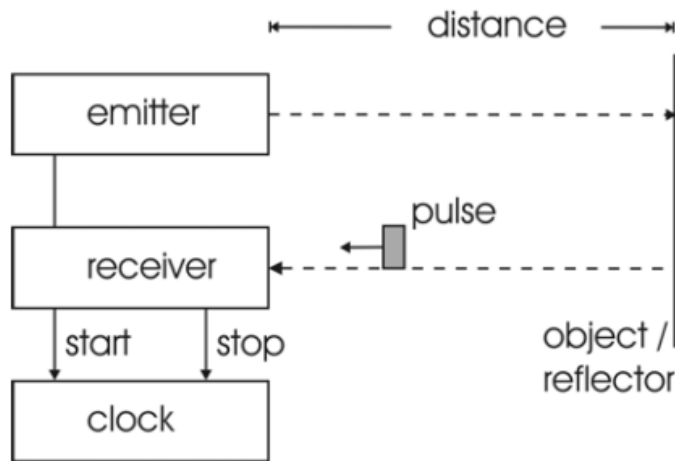 distance
emitter
pulse
receiver
start
stop
object /
reflector
clock